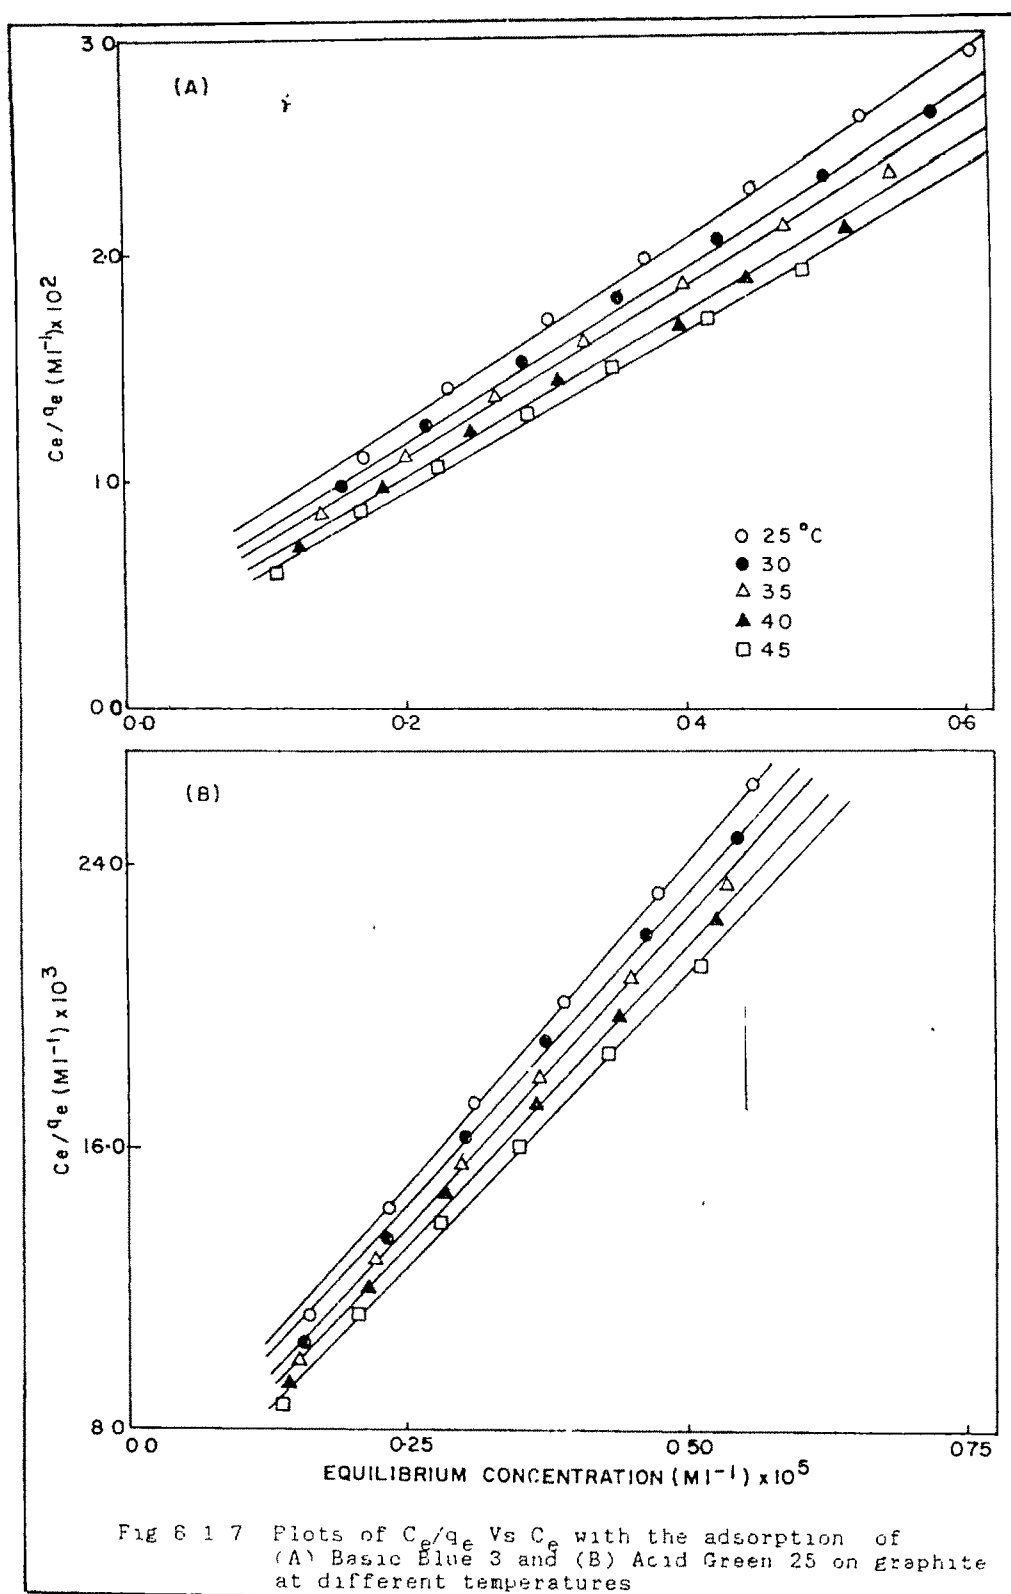 3·0
(A)
2·0
Ce/qe (Ml⁻¹) x 10²
1·0
○ 25°C
● 30
△ 35
▲ 40
□ 45
0·0
0·0 0·2 0·4 0·6
(B)
24·0
Ce/qe (Ml⁻¹) x 10³
16·0
8·0
0·0 0·25 0·50 0·75
EQUILIBRIUM CONCENTRATION (Ml⁻¹) x 10⁵
Fig 6 1 7 Plots of Ce/qe Vs Ce with the adsorption of
(A) Basic Blue 3 and (B) Acid Green 25 on graphite
at different temperatures